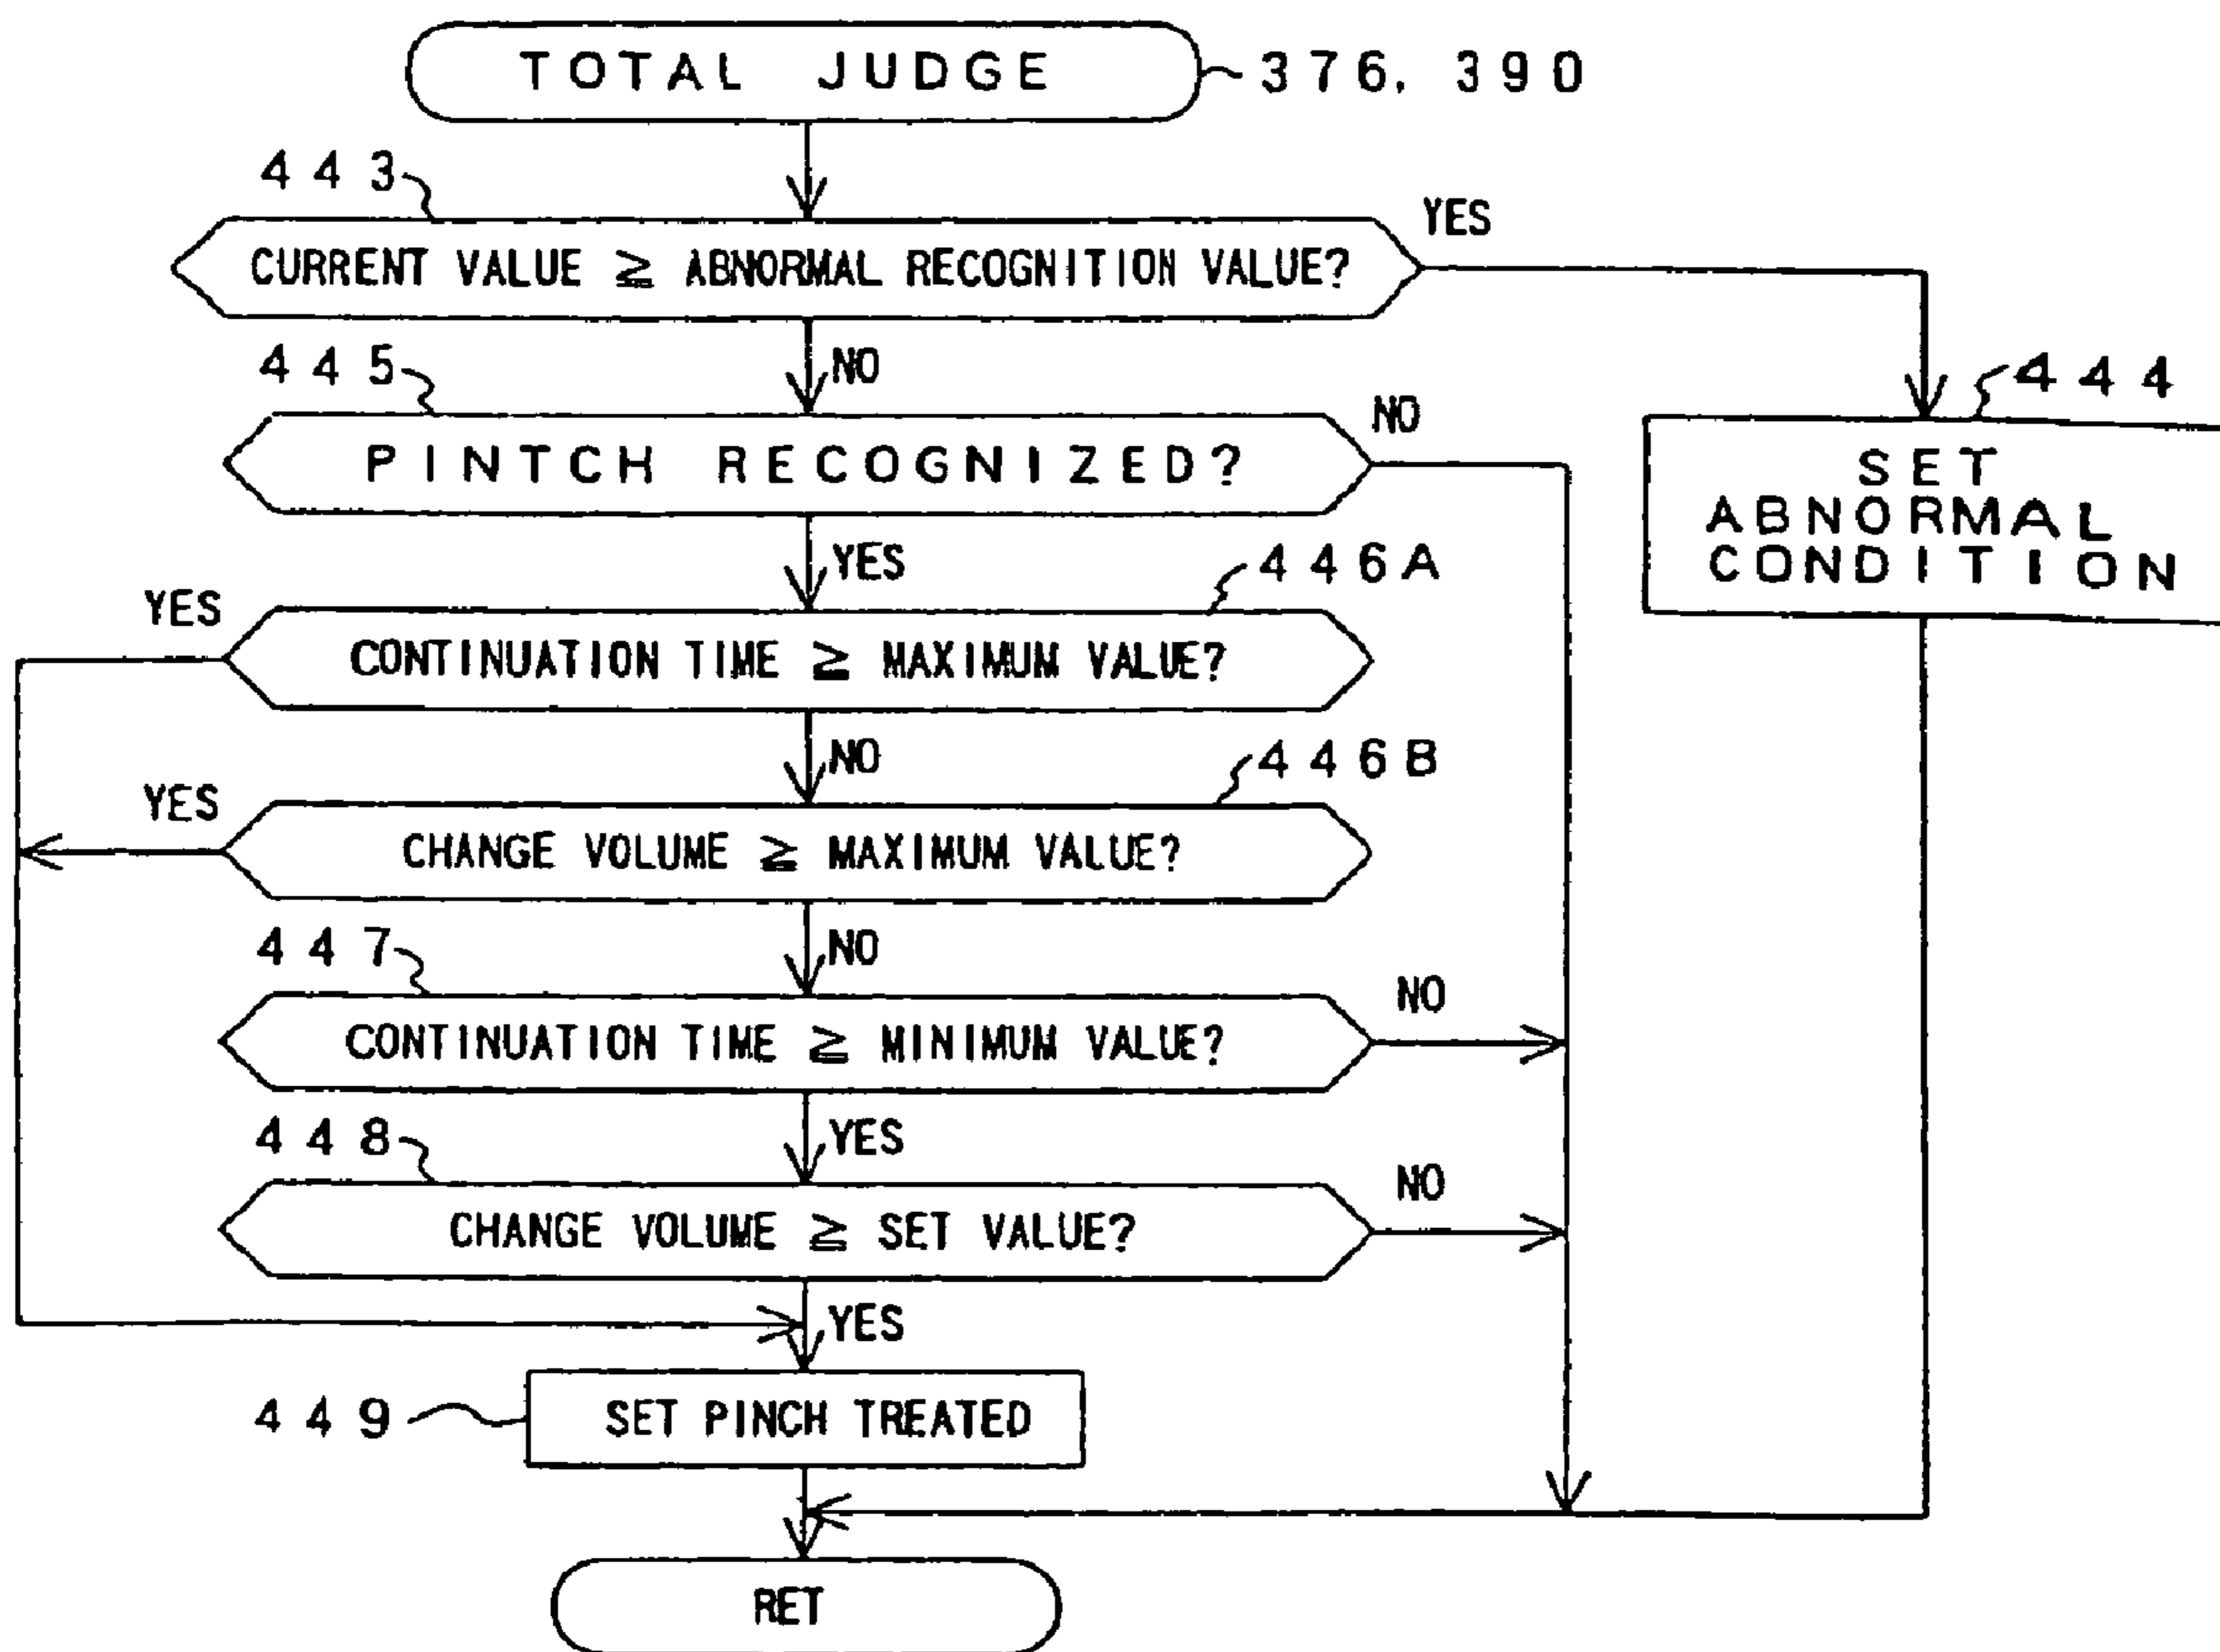 TOTAL JUDGE
376, 390
443
CURRENT VALUE ≧ ABNORMAL RECOGNITION VALUE?
YES
NO
445
PINTCH RECOGNIZED?
NO
444
SET
ABNORMAL
CONDITION
YES
446A
YES
CONTINUATION TIME ≧ MAXIMUM VALUE?
NO
446B
YES
CHANGE VOLUME ≧ MAXIMUM VALUE?
NO
447
CONTINUATION TIME ≧ MINIMUM VALUE?
NO
YES
448
CHANGE VOLUME ≧ SET VALUE?
NO
YES
449
SET PINCH TREATED
RET